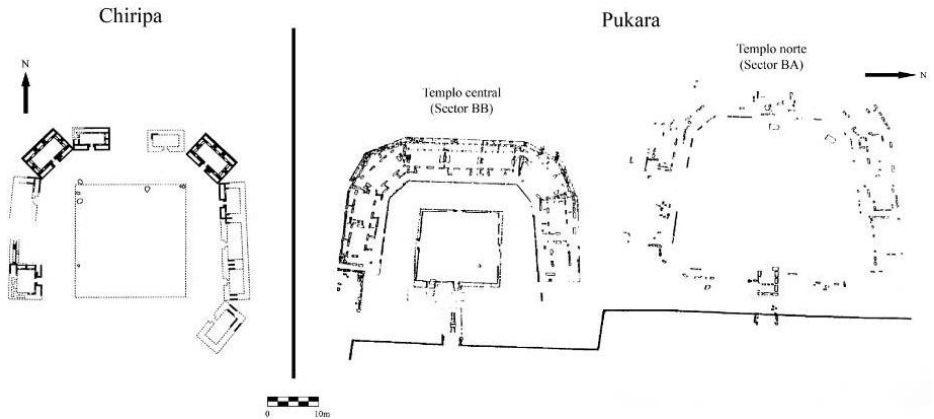 Chiripa
N
Pukara
Templo central
(Sector BB)
Templo norte
(Sector BA)
N
0 10m